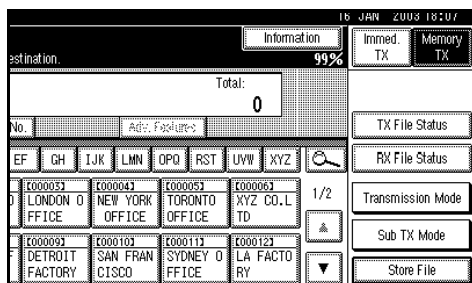 16 JAN 2003 18:07
Information
Immed. TX
Memory TX
estination.
99%
Total:
0
No.
Adv. Features
TX File Status
EF GH IJK LMN OPQ RST UVW XYZ
RX File Status
[00003] [00004] [00005] [00006]
LONDON O NEW YORK TORONTO XYZ CO.L
FFICE OFFICE OFFICE TD
1/2
Transmission Mode
[00009] [00010] [00011] [00012]
F DETROIT SAN FRAN SYDNEY O LA FACTO
FACTORY CISCO FFICE RY
Sub TX Mode
Store File